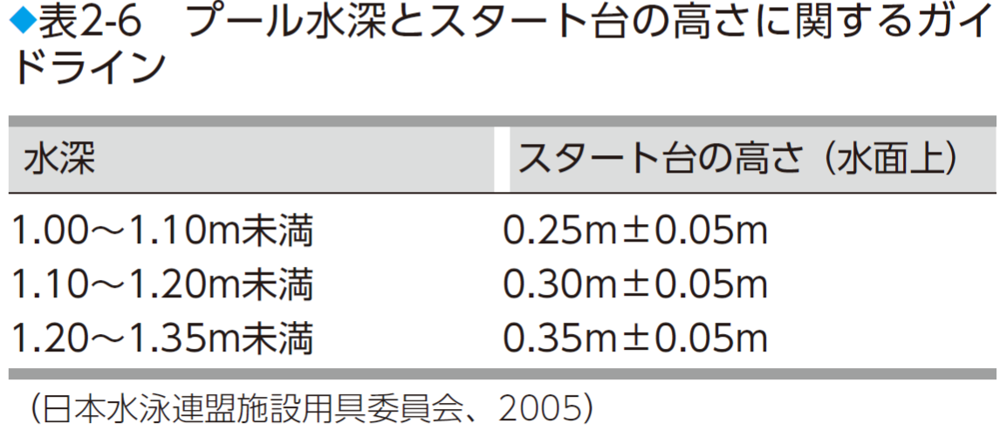 ◆表2-6　プール水深とスタート台の高さに関するガイ
ドライン
水深　スタート台の高さ（水面上）
1.00〜1.10m未満　0.25m±0.05m
1.10〜1.20m未満　0.30m±0.05m
1.20〜1.35m未満　0.35m±0.05m
（日本水泳連盟施設用具委員会、2005）